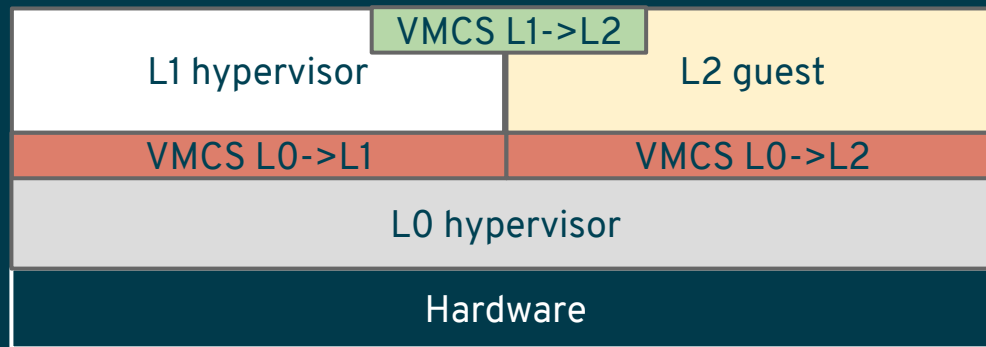 VMCS L1->L2
L1 hypervisor
L2 guest
VMCS L0->L1
VMCS L0->L2
L0 hypervisor
Hardware